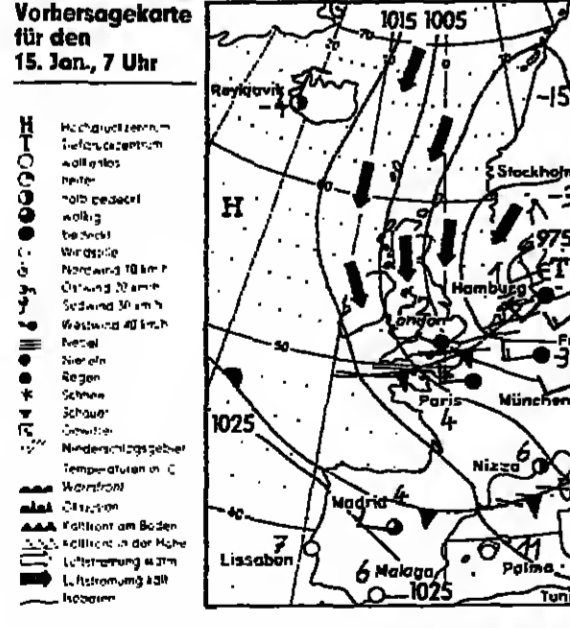 Vorhersagekarte
für den
15. Jan., 7 Uhr
H Hochdruckzentrum
T Tiefdruckzentrum
wolkenlos
heiter
halb bedeckt
wolkig
bedeckt
Windstille
Nordwind 10 km/h
Ostwind 20 km/h
Südwind 30 km/h
Westwind 40 km/h
Nebel
Nieseln
Regen
Schnee
Schauer
Gewitter
Niederschlagsgebiet
Temperaturen in °C
Warmfront
Okklusion
Kaltfront am Boden
Kaltfront in der Höhe
Luftströmung warm
Luftströmung kalt
Isobaren
1015 1005
Reykjavik
-4
-15
Stockholm
H
975
T
Hamburg
London
50
Paris
4
München
1025
Nizza
6
40
Madrid
4
Lissabon
7
6 Malaga
1025
11
Palma
Tun